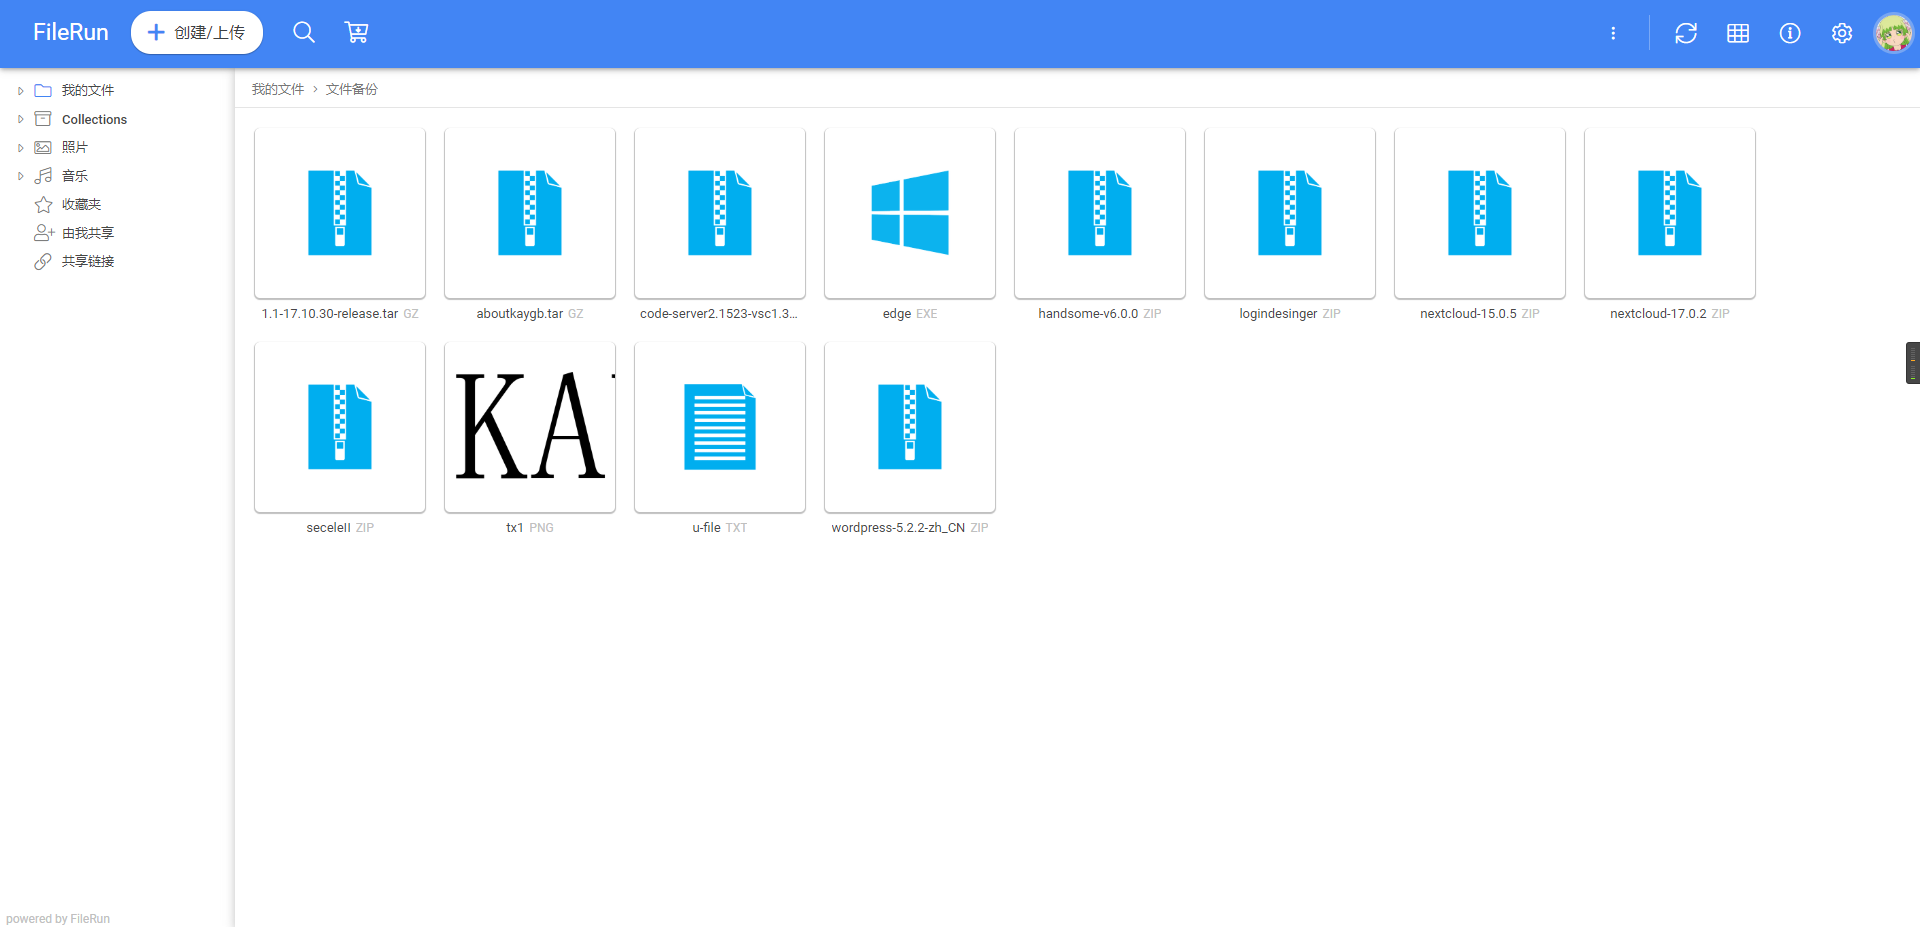 FileRun
创建/上传
我的文件
Collections
照片
音乐
收藏夹
由我共享
共享链接
我的文件 › 文件备份
1.1-17.10.30-release.tar GZ
aboutkaygb.tar GZ
code-server2.1523-vsc1.3...
edge EXE
handsome-v6.0.0 ZIP
logindesinger ZIP
nextcloud-15.0.5 ZIP
nextcloud-17.0.2 ZIP
KA
secelell ZIP
tx1 PNG
u-file TXT
wordpress-5.2.2-zh_CN ZIP
powered by FileRun